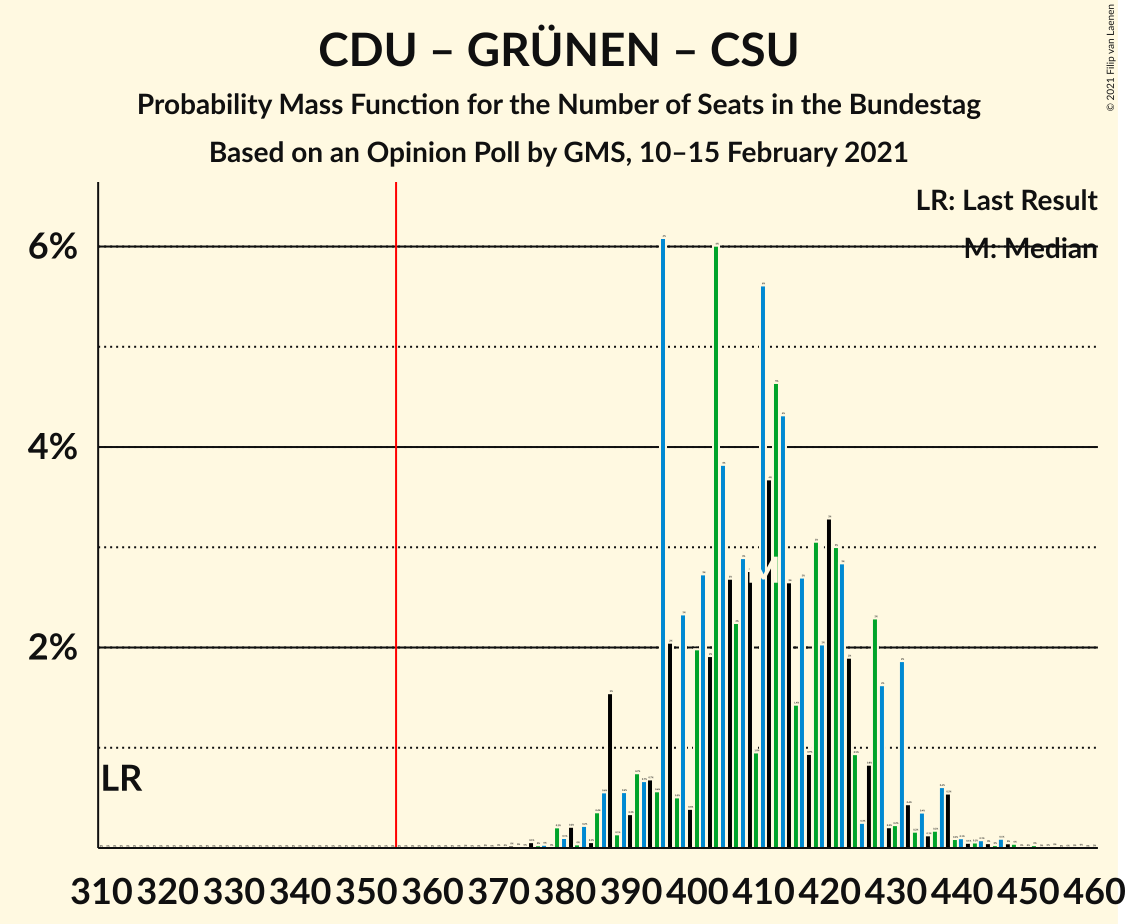 CDU – GRÜNEN – CSU
Probability Mass Function for the Number of Seats in the Bundestag
Based on an Opinion Poll by GMS, 10–15 February 2021
© 2021 Filip van Laenen
LR: Last Result
M: Median
6%
4%
2%
LR
M
310 320 330 340 350 360 370 380 390 400 410 420 430 440 450 460